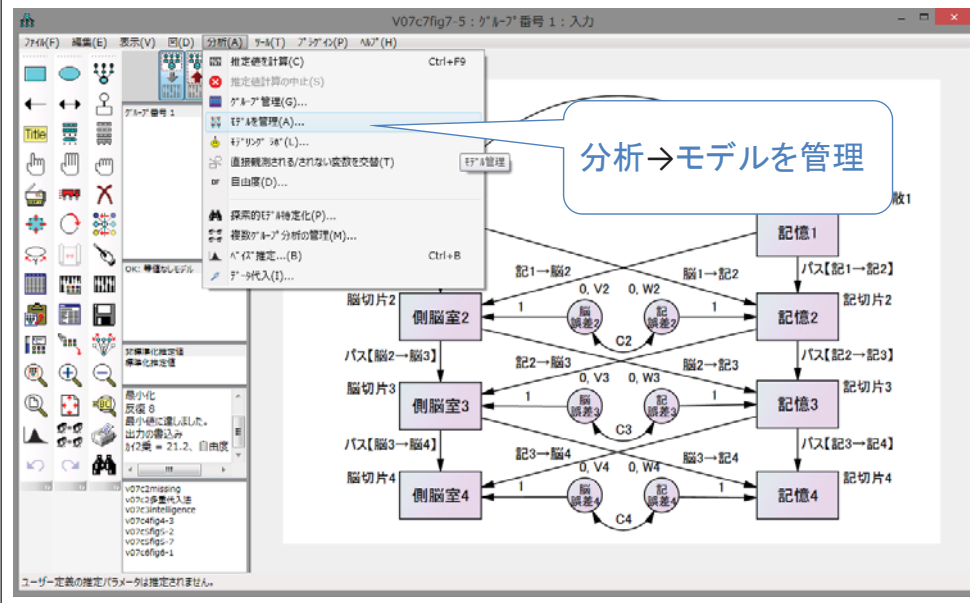 V07c7fig7-5 : グループ番号 1 : 入力
ファイル(F) 編集(E) 表示(V) 図(D) 分析(A) ツール(T) プラグイン(P) ヘルプ(H)
推定値を計算(C) Ctrl+F9
推定値計算の中止(S)
グループ管理(G)...
モデルを管理(A)...
モデリング ラボ(L)...
直接観測される/されない変数を交替(T)
モデル管理
DF 自由度(D)...
探索的モデル特定化(P)...
複数グループ分析の管理(M)...
ベイズ推定...(B) Ctrl+B
データ代入(I)...
分析→モデルを管理
Title
グループ番号 1
OK: 等値なしモデル
非標準化推定値
標準化推定値
最小化
反復 8
最小値に達しました。
出力の書込み
カイ2乗 = 21.2、自由度
v07c2missing
v07c3多重代入法
v07c3intelligence
v07c4fig4-3
v07c5fig5-2
v07c5fig5-7
v07c6fig6-1
ユーザー定義の推定パラメータは推定されません。
散1
記憶1
記1→脳2
脳1→記2
パス【記1→記2】
脳切片2
0, V2
0, W2
記切片2
側脳室2
1
脳誤差2
記誤差2
1
記憶2
C2
パス【脳2→脳3】
記2→脳3
脳2→記3
パス【記2→記3】
脳切片3
0, V3
0, W3
記切片3
側脳室3
1
脳誤差3
記誤差3
1
記憶3
C3
パス【脳3→脳4】
記3→脳4
脳3→記4
パス【記3→記4】
脳切片4
0, V4
0, W4
記切片4
側脳室4
1
脳誤差4
記誤差4
1
記憶4
C4